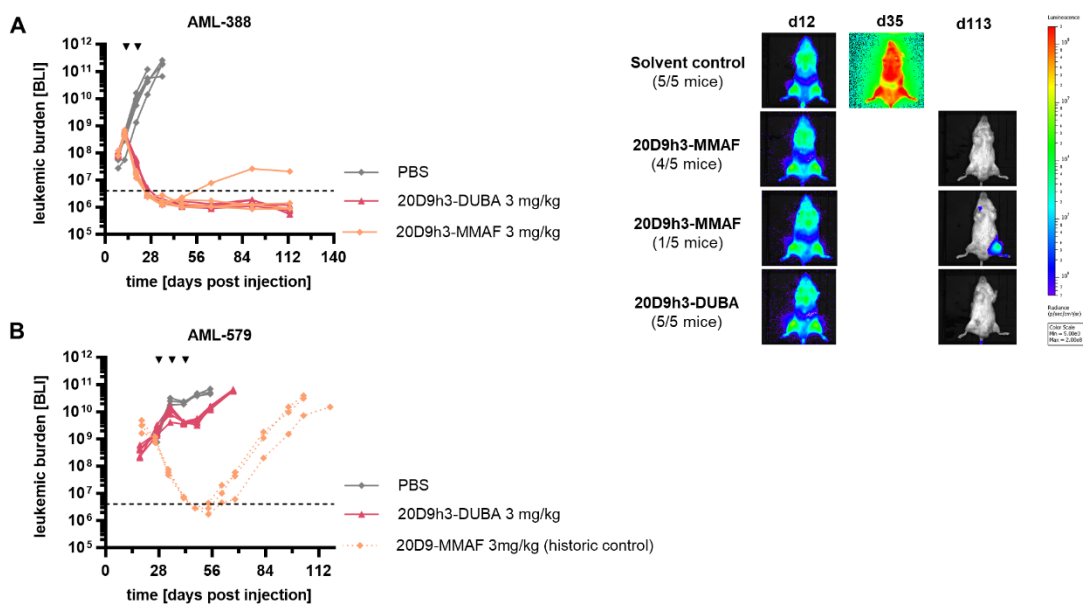 A
AML-388
leukemic burden [BLI]
10¹²
10¹¹
10¹⁰
10⁹
10⁸
10⁷
10⁶
10⁵
0 28 56 84 112 140
time [days post injection]
PBS
20D9h3-DUBA 3 mg/kg
20D9h3-MMAF 3 mg/kg
d12 d35 d113
Solvent control
(5/5 mice)
20D9h3-MMAF
(4/5 mice)
20D9h3-MMAF
(1/5 mice)
20D9h3-DUBA
(5/5 mice)
Luminescence
Radiance
Color Scale
B
AML-579
leukemic burden [BLI]
10¹²
10¹¹
10¹⁰
10⁹
10⁸
10⁷
10⁶
10⁵
0 28 56 84 112
time [days post injection]
PBS
20D9h3-DUBA 3 mg/kg
20D9-MMAF 3mg/kg (historic control)